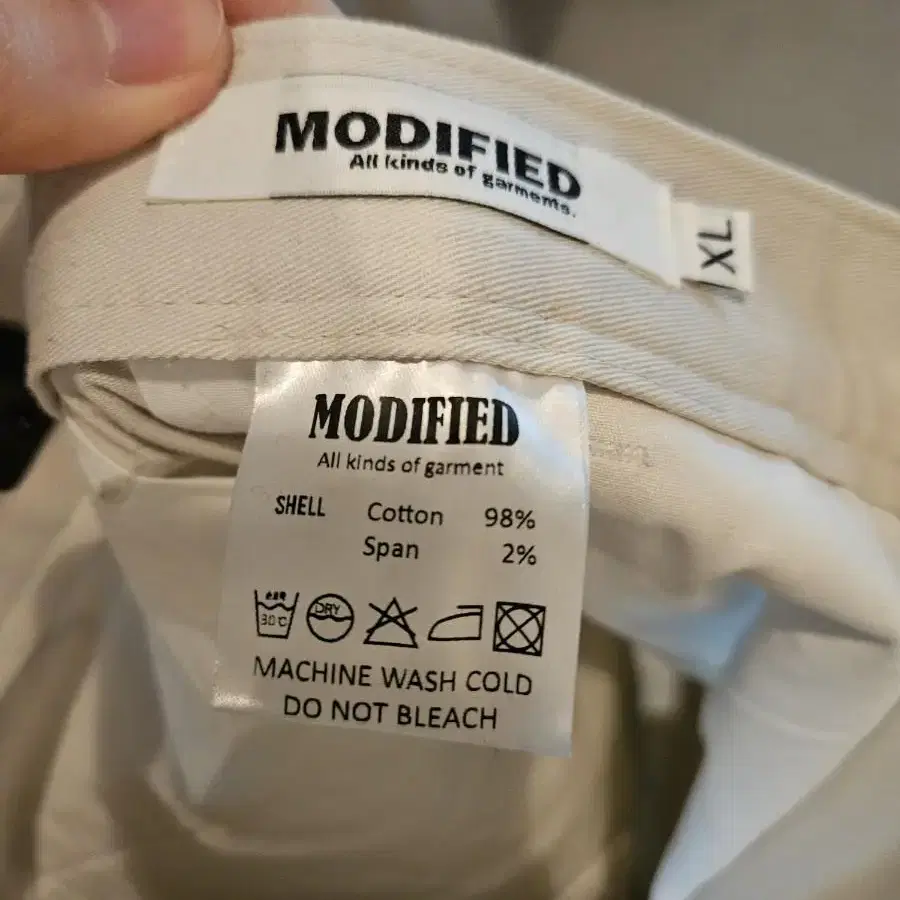 MODIFIED
All kinds of garments.
XL
MODIFIED
All kinds of garment
SHELL Cotton 98%
Span 2%
30℃ DRY
MACHINE WASH COLD
DO NOT BLEACH